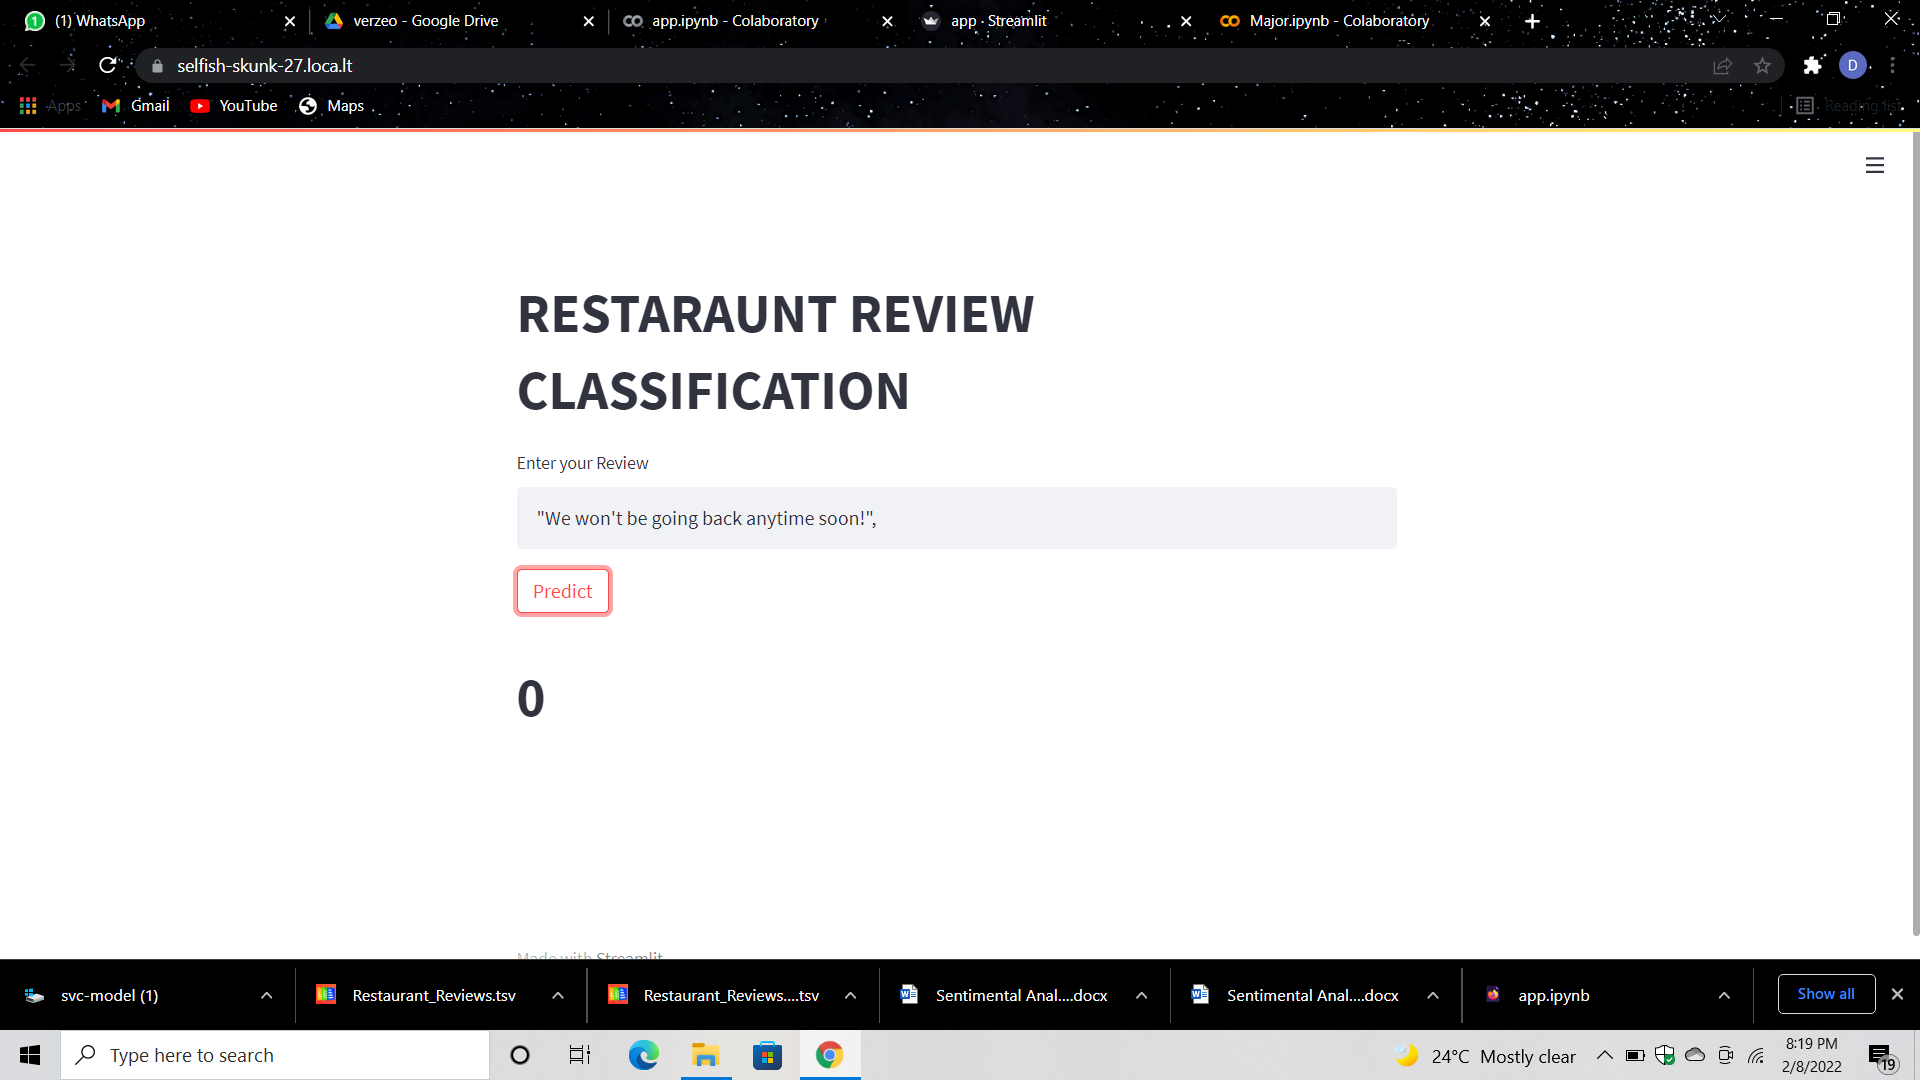 (1) WhatsApp
verzeo - Google Drive
app.ipynb - Colaboratory
app · Streamlit
Major.ipynb - Colaboratory
selfish-skunk-27.loca.lt
D
Apps
Gmail
YouTube
Maps
Reading list
RESTARAUNT REVIEW
CLASSIFICATION
Enter your Review
"We won't be going back anytime soon!",
Predict
0
Made with Streamlit
svc-model (1)
Restaurant_Reviews.tsv
Restaurant_Reviews....tsv
Sentimental Anal....docx
Sentimental Anal....docx
app.ipynb
Show all
Type here to search
24°C Mostly clear
8:19 PM
2/8/2022
19